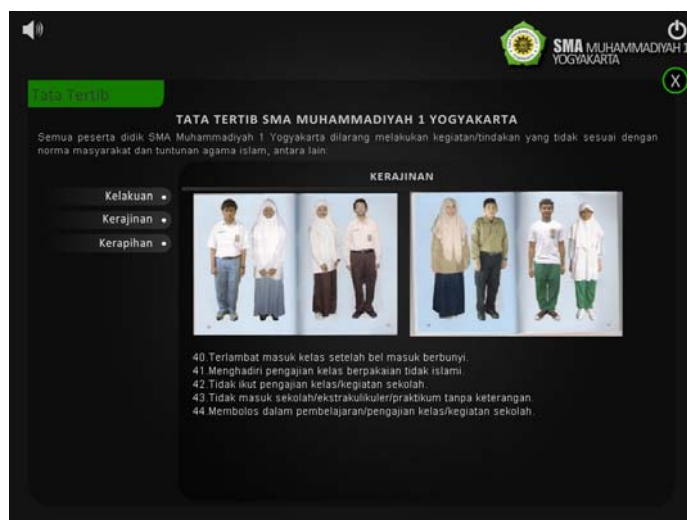 SMA MUHAMMADIYAH 1
YOGYAKARTA
Tata Tertib
TATA TERTIB SMA MUHAMMADIYAH 1 YOGYAKARTA
Semua peserta didik SMA Muhammadiyah 1 Yogyakarta dilarang melakukan kegiatan/tindakan yang tidak sesuai dengan
norma masyarakat dan tuntunan agama islam, antara lain:
KERAJINAN
Kelakuan
Kerajinan
Kerapihan
40.Terlambat masuk kelas setelah bel masuk berbunyi.
41.Menghadiri pengajian kelas berpakaian tidak islami.
42.Tidak ikut pengajian kelas/kegiatan sekolah.
43.Tidak masuk sekolah/ekstrakulikuler/praktikum tanpa keterangan.
44.Membolos dalam pembelajaran/pengajian kelas/kegiatan sekolah.